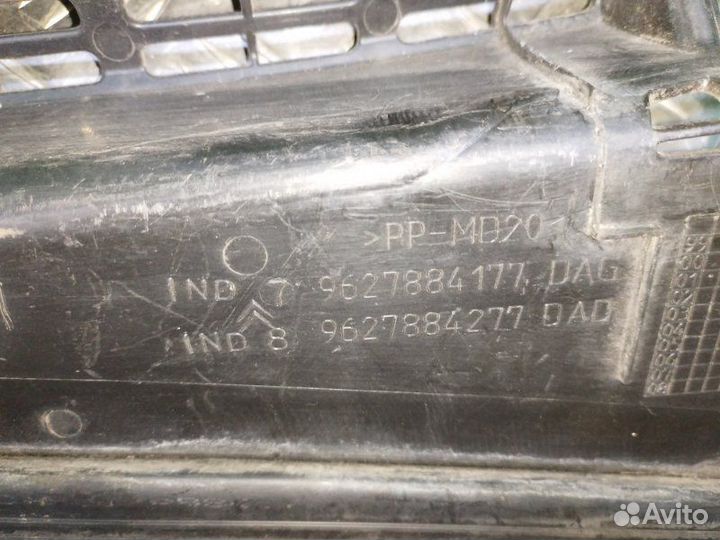 >PP-MD20
IND 7 9627884177 DAG
IND 8 9627884277 DAD
Avito